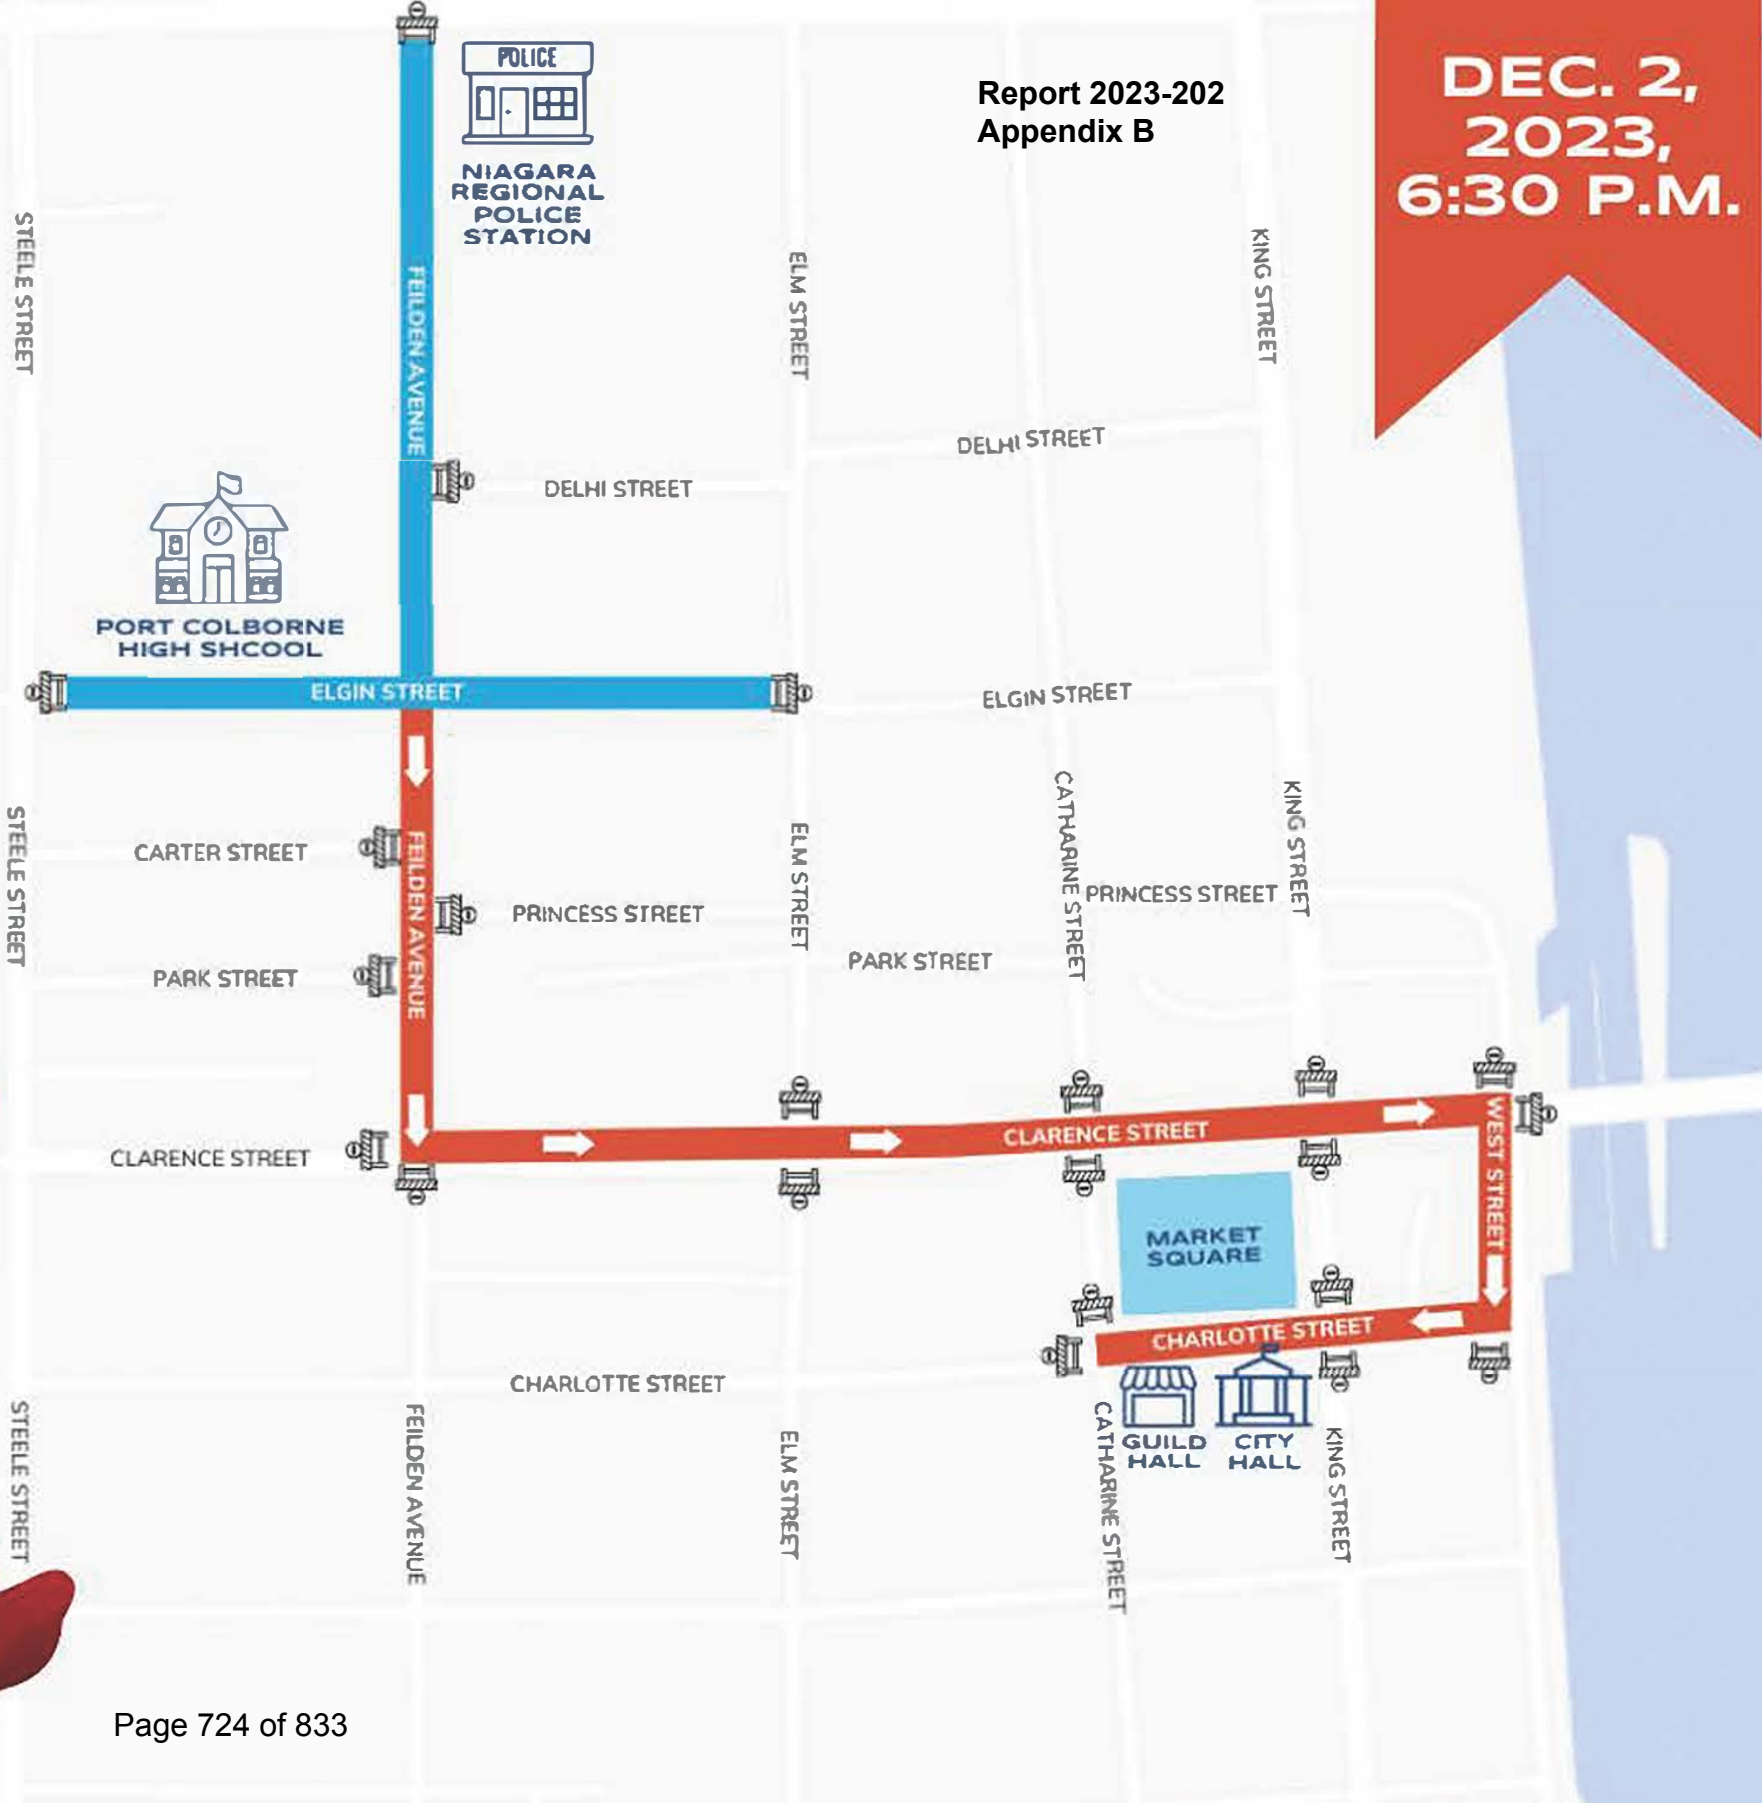 DEC. 2,
2023,
6:30 P.M.
Report 2023-202
Appendix B
POLICE
NIAGARA
REGIONAL
POLICE
STATION
STEELE STREET
FEILDEN AVENUE
ELM STREET
KING STREET
DELHI STREET
DELHI STREET
PORT COLBORNE
HIGH SHCOOL
ELGIN STREET
ELGIN STREET
STEELE STREET
CARTER STREET
FEILDEN AVENUE
PRINCESS STREET
ELM STREET
CATHARINE STREET
PRINCESS STREET
KING STREET
PARK STREET
PARK STREET
CLARENCE STREET
CLARENCE STREET
WEST STREET
MARKET
SQUARE
CHARLOTTE STREET
CHARLOTTE STREET
GUILD
HALL
CITY
HALL
STEELE STREET
FEILDEN AVENUE
ELM STREET
CATHARINE STREET
KING STREET
Page 724 of 833